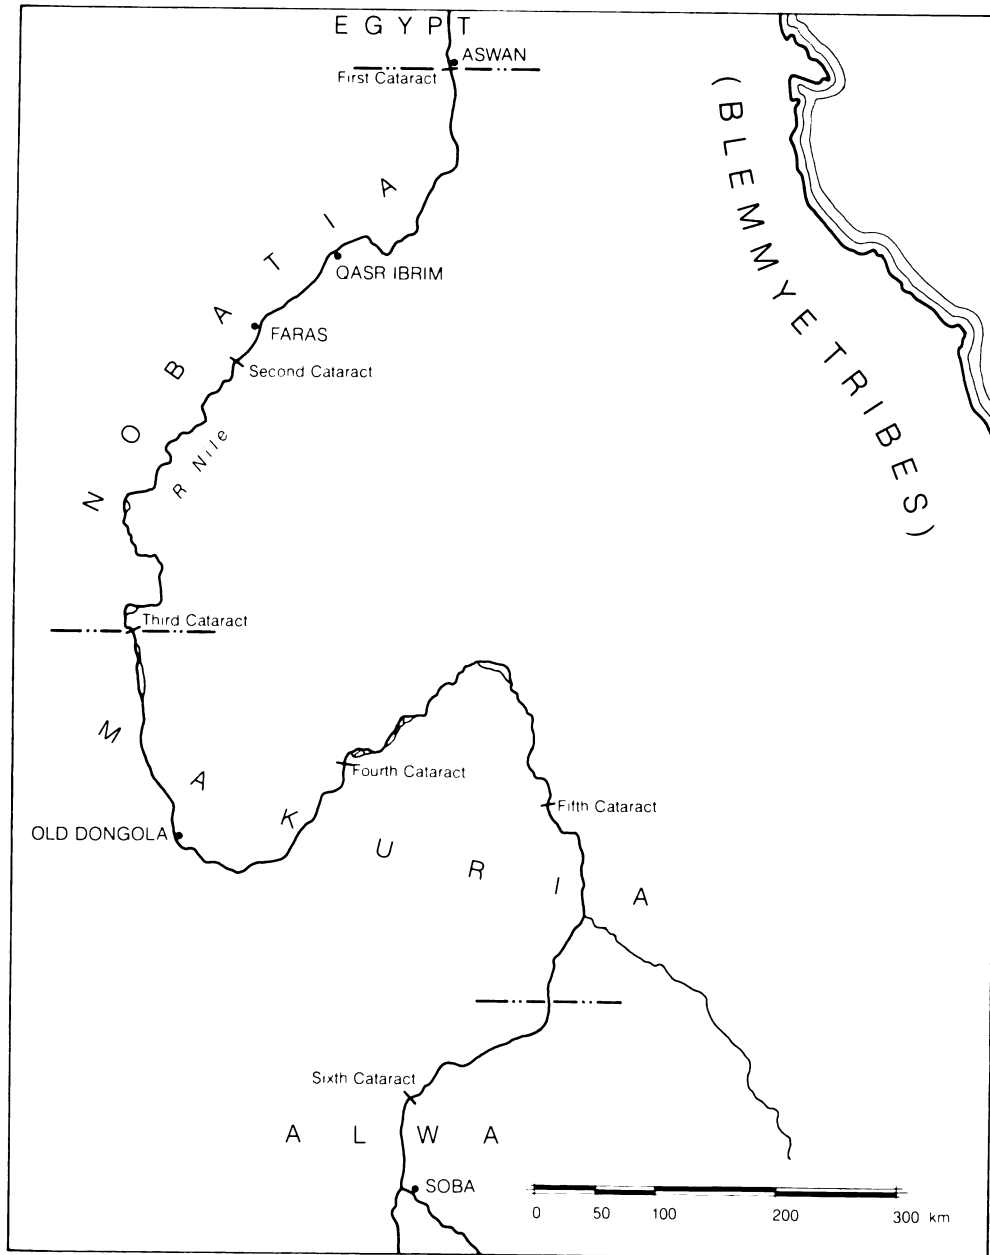 EGYPT
ASWAN
First Cataract
(BLEMMYE TRIBES)
NOBATIA
QASR IBRIM
FARAS
Second Cataract
R Nile
Third Cataract
MAKURIA
Fourth Cataract
Fifth Cataract
OLD DONGOLA
Sixth Cataract
ALWA
SOBA
0 50 100 200 300 km